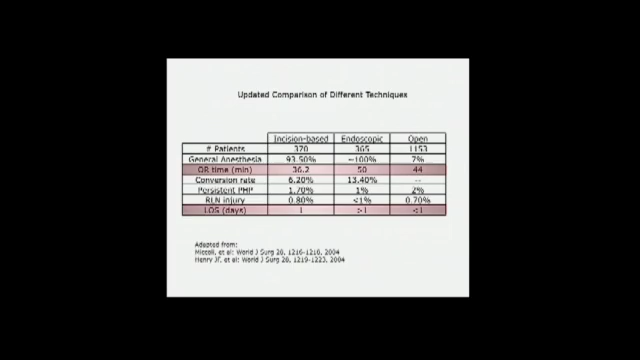 Updated Comparison of Different Techniques
Incision-based Endoscopic Open
# Patients 370 365 1153
General Anesthesia 93.50% ~100% 7%
OR time (min) 36.2 50 44
Conversion rate 6.20% 13.40% --
Persistent PHP 1.70% 1% 2%
RLN injury 0.80% <1% 0.70%
LOS (days) 1 >1 <1
Adapted from:
Miccoli, et al: World J Surg 28, 1216-1218, 2004
Henry JF, et al: World J Surg 28, 1219-1223, 2004